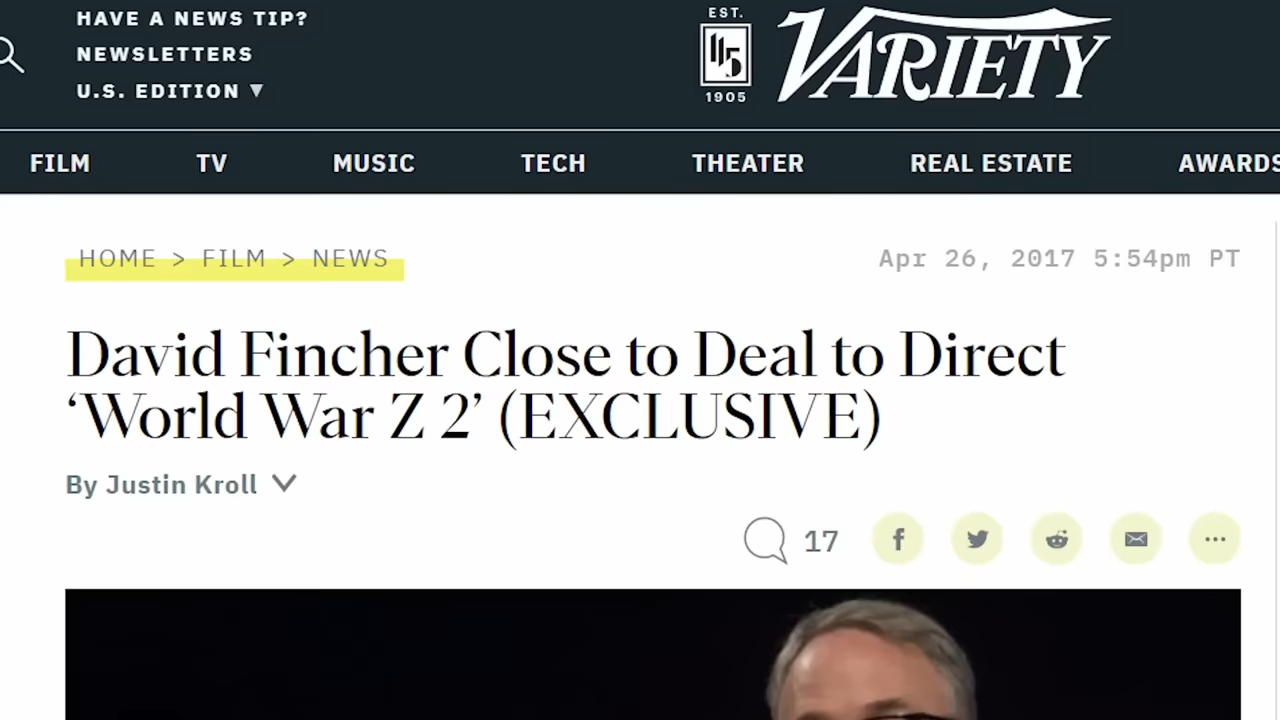 HAVE A NEWS TIP?
NEWSLETTERS
U.S. EDITION ▼
EST.
115
1905
VARIETY
FILM TV MUSIC TECH THEATER REAL ESTATE AWARDS
HOME > FILM > NEWS
Apr 26, 2017 5:54pm PT
David Fincher Close to Deal to Direct
‘World War Z 2’ (EXCLUSIVE)
By Justin Kroll
17